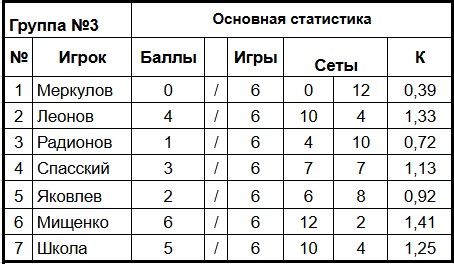 Группа №3 Основная статистика
№ Игрок Баллы / Игры Сеты К
1 Меркулов 0 / 6 0 12 0,39
2 Леонов 4 / 6 10 4 1,33
3 Радионов 1 / 6 4 10 0,72
4 Спасский 3 / 6 7 7 1,13
5 Яковлев 2 / 6 6 8 0,92
6 Мищенко 6 / 6 12 2 1,41
7 Школа 5 / 6 10 4 1,25